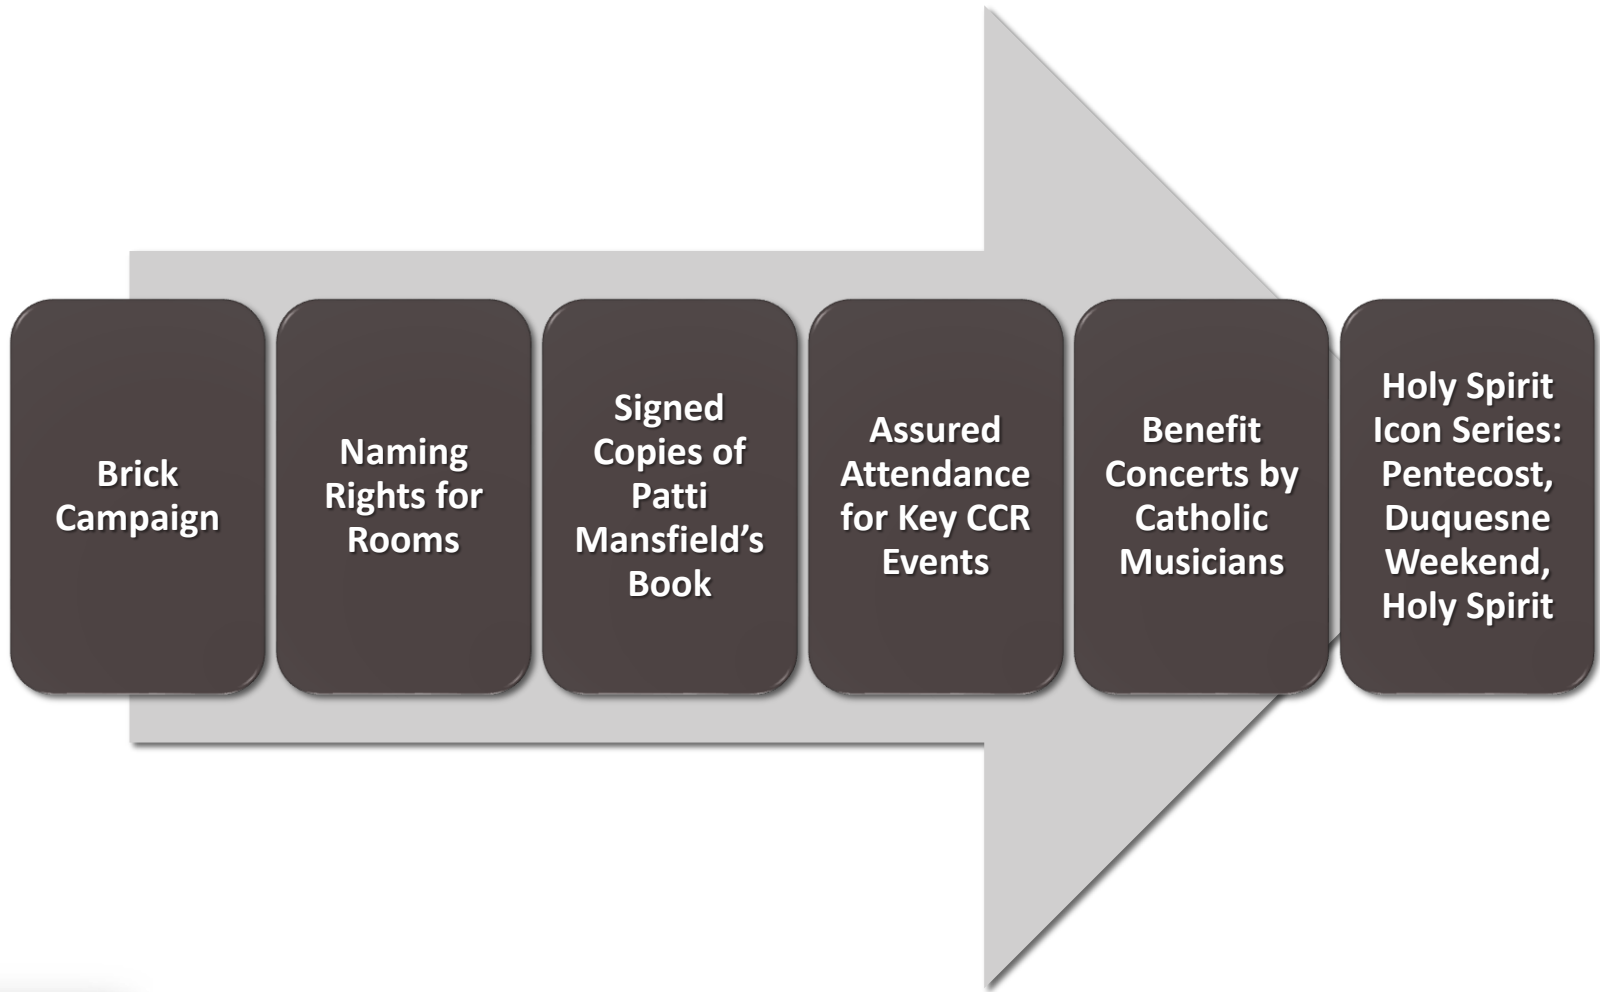 Brick
Campaign
Naming
Rights for
Rooms
Signed
Copies of
Patti
Mansfield’s
Book
Assured
Attendance
for Key CCR
Events
Benefit
Concerts by
Catholic
Musicians
Holy Spirit
Icon Series:
Pentecost,
Duquesne
Weekend,
Holy Spirit